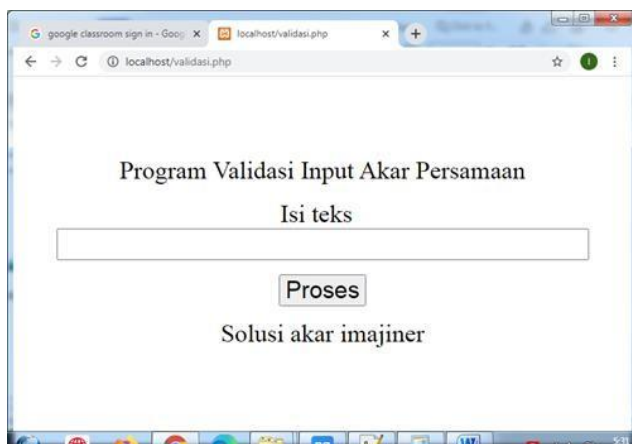 google classroom sign in - Goog
localhost/validasi.php
localhost/validasi.php
Program Validasi Input Akar Persamaan
Isi teks
Proses
Solusi akar imajiner